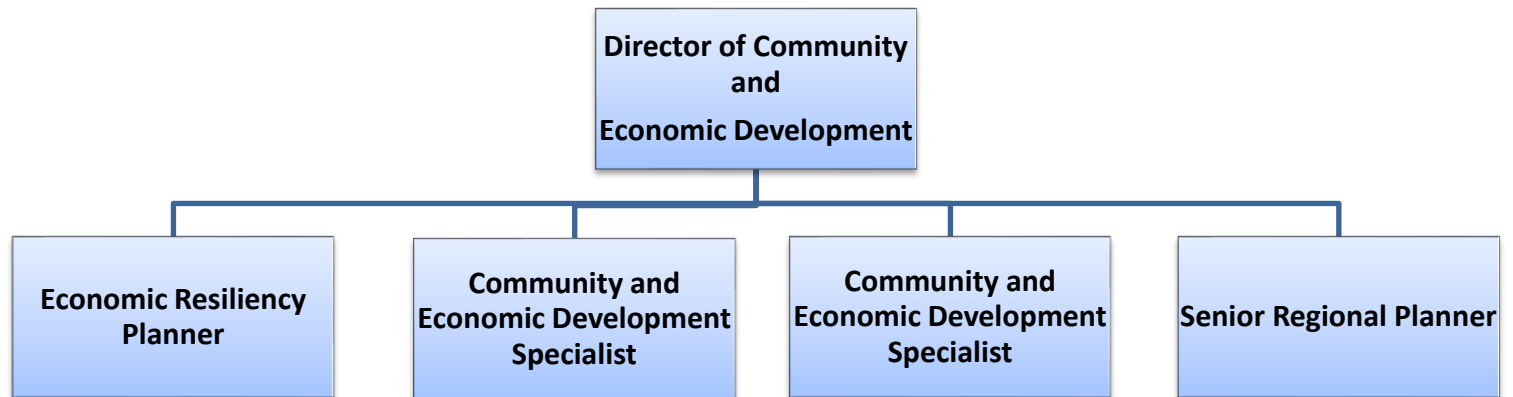 Director of Community
and
Economic Development
Economic Resiliency
Planner
Community and
Economic Development
Specialist
Community and
Economic Development
Specialist
Senior Regional Planner